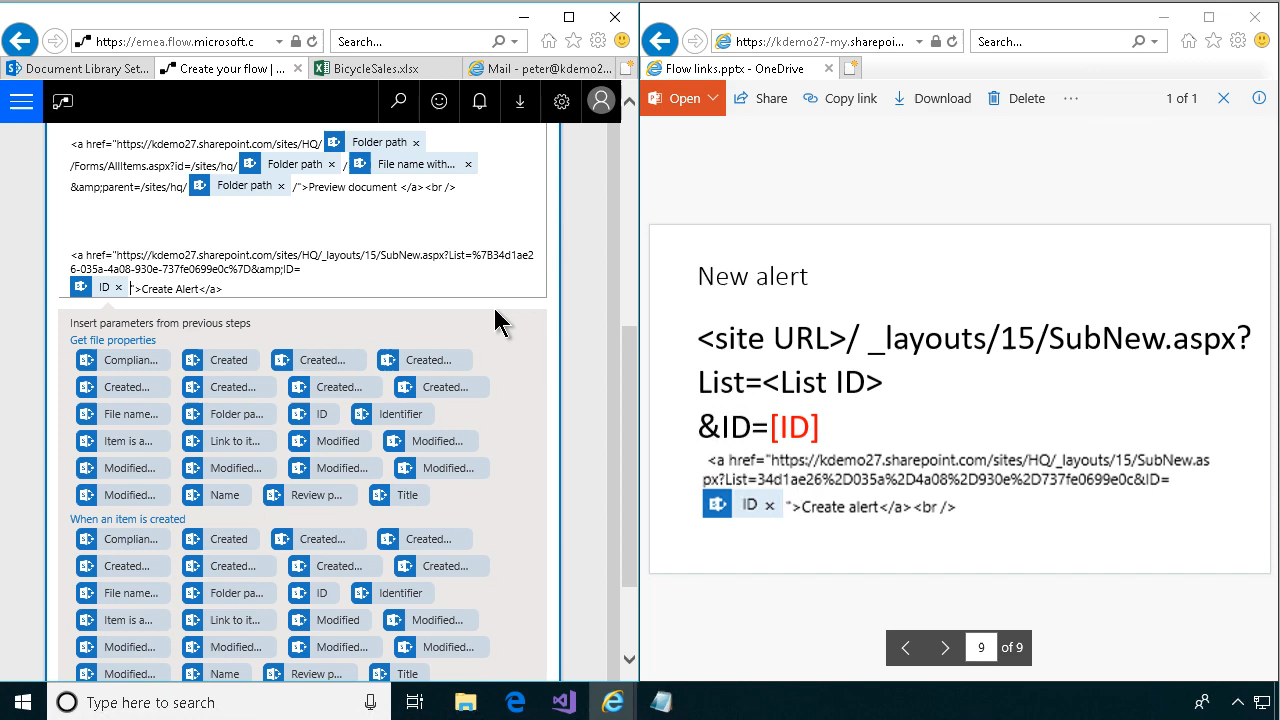 https://emea.flow.microsoft.c
Search...
Document Library Set...
Create your flow | ...
BicycleSales.xlsx
Mail - peter@kdemo2...
<a href="https://kdemo27.sharepoint.com/sites/HQ/ Folder path ×
/Forms/AllItems.aspx?id=/sites/hq/ Folder path × / File name with... ×
&amp;parent=/sites/hq/ Folder path × /">Preview document </a><br />
<a href="https://kdemo27.sharepoint.com/sites/HQ/_layouts/15/SubNew.aspx?List=%7B34d1ae2
6-035a-4a08-930e-737fe0699e0c%7D&amp;ID=
ID × ">Create Alert</a>
Insert parameters from previous steps
Get file properties
Complian... Created Created... Created...
Created... Created... Created... Created...
File name... Folder pa... ID Identifier
Item is a... Link to it... Modified Modified...
Modified... Modified... Modified... Modified...
Modified... Name Review p... Title
When an item is created
Complian... Created Created... Created...
Created... Created... Created... Created...
File name... Folder pa... ID Identifier
Item is a... Link to it... Modified Modified...
Modified... Modified... Modified... Modified...
Modified... Name Review p... Title
Type here to search
https://kdemo27-my.sharepoi...
Search...
Flow links.pptx - OneDrive
Open Share Copy link Download Delete ... 1 of 1
New alert
<site URL>/ _layouts/15/SubNew.aspx?
List=<List ID>
&ID=[ID]
<a href="https://kdemo27.sharepoint.com/sites/HQ/_layouts/15/SubNew.as
px?List=34d1ae26%2D035a%2D4a08%2D930e%2D737fe0699e0c&ID=
ID × ">Create alert</a><br />
9 of 9